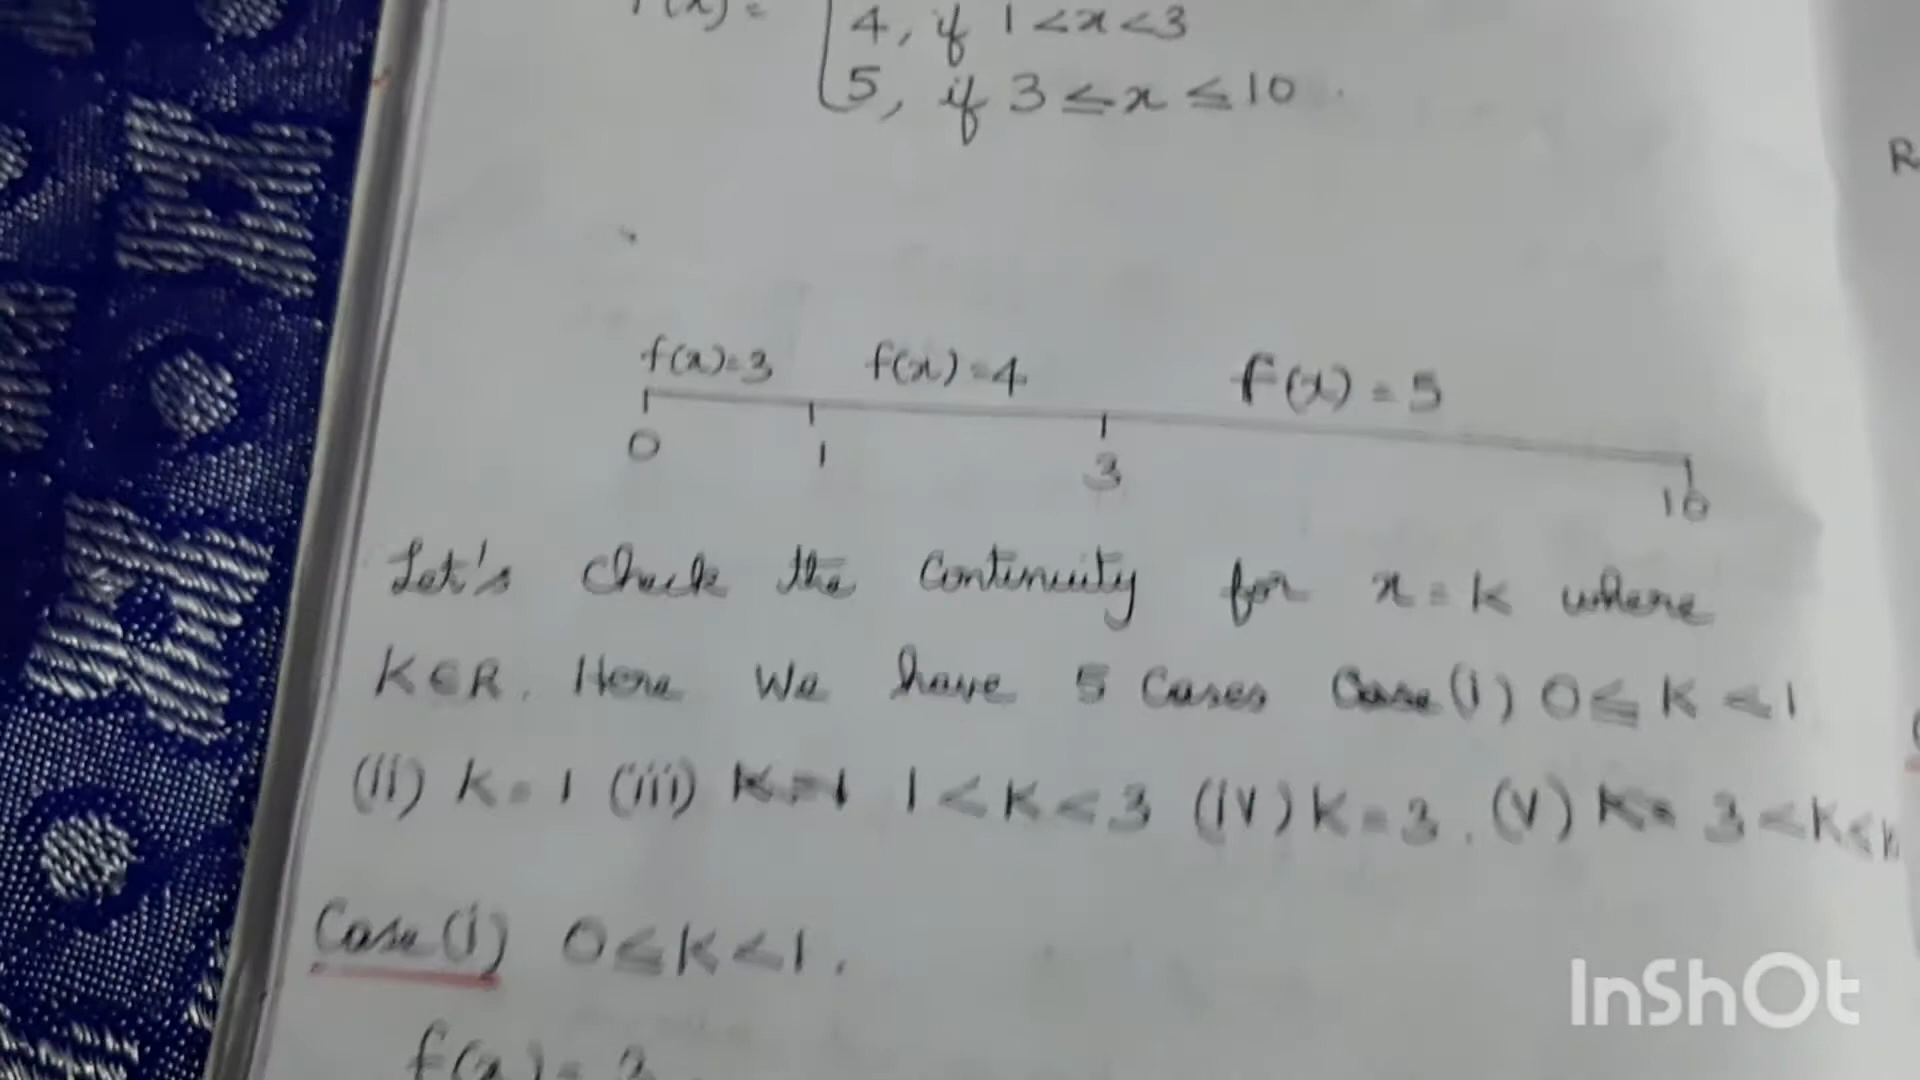 f(x) =
4, if 1 < x < 3
5, if 3 ≤ x ≤ 10.
R
f(x)=3 f(x)=4 f(x)=5
0 1 3 10
Let's Check the Continuity for x=k where
K∈R. Here We have 5 Cases Case (i) 0≤K<1
(ii) k=1 (iii) 1<K<3 (iv) K=3. (v) 3<K≤
Case (i) 0≤K<1.
f(x)=3
InShOt